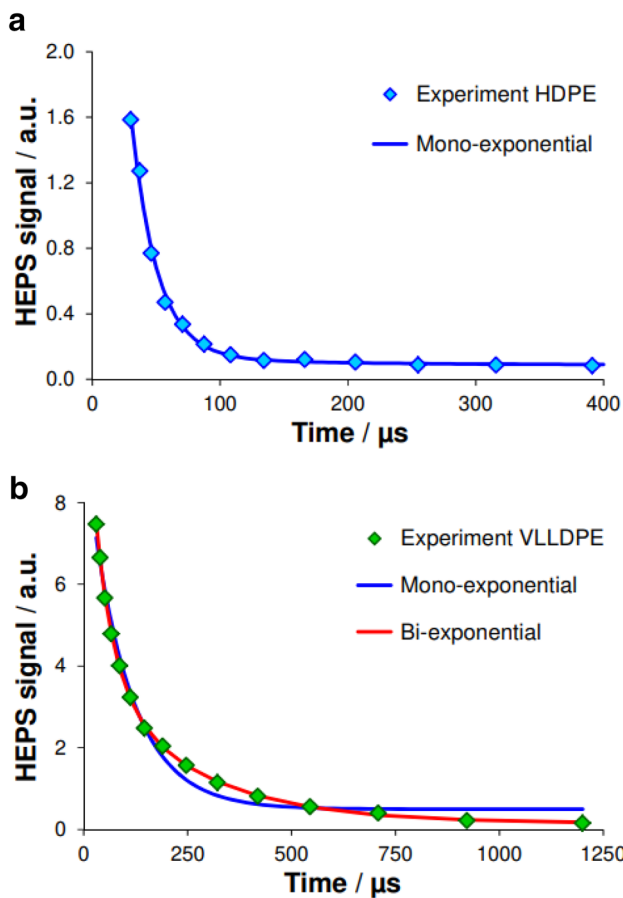 a
2.0
1.6
1.2
0.8
0.4
0.0
HEPS signal / a.u.
Experiment HDPE
Mono-exponential
0 100 200 300 400
Time / µs
b
8
6
4
2
0
HEPS signal / a.u.
Experiment VLLDPE
Mono-exponential
Bi-exponential
0 250 500 750 1000 1250
Time / µs